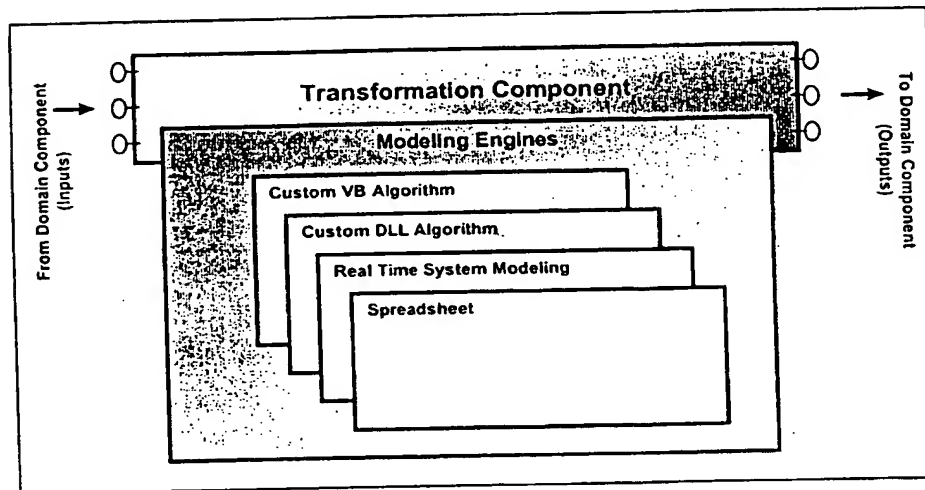 Transformation Component
Modeling Engines
Custom VB Algorithm
Custom DLL Algorithm
Real Time System Modeling
Spreadsheet
From Domain Component
(Inputs)
To Domain Component
(Outputs)